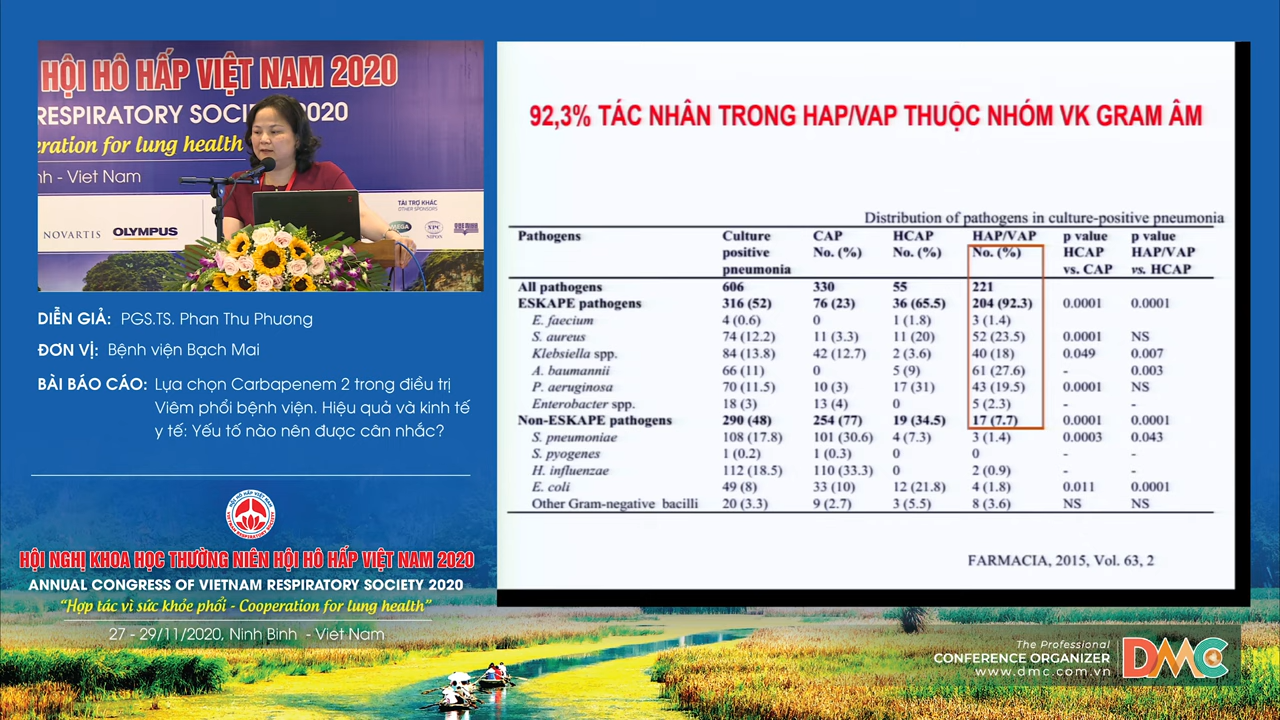 HỘI HÔ HẤP VIỆT NAM 2020
RESPIRATORY SOCIETY 2020
eration for lung health
nh - Viet Nam
TÀI TRỢ KHÁC
OTHER SPONSORS
NOVARTIS
OLYMPUS
DIỄN GIẢ: PGS.TS. Phan Thu Phương
ĐƠN VỊ: Bệnh viện Bạch Mai
BÀI BÁO CÁO: Lựa chọn Carbapenem 2 trong điều trị
Viêm phổi bệnh viện. Hiệu quả và kinh tế
y tế: Yếu tố nào nên được cân nhắc?
HỘI NGHỊ KHOA HỌC THƯỜNG NIÊN HỘI HÔ HẤP VIỆT NAM 2020
ANNUAL CONGRESS OF VIETNAM RESPIRATORY SOCIETY 2020
"Hợp tác vì sức khỏe phổi - Cooperation for lung health"
27 - 29/11/2020, Ninh Binh - Viet Nam
92,3% TÁC NHÂN TRONG HAP/VAP THUỘC NHÓM VK GRAM ÂM
Distribution of pathogens in culture-positive pneumonia
Pathogens Culture CAP HCAP HAP/VAP p value p value
positive No. (%) No. (%) No. (%) HCAP HAP/VAP
pneumonia vs. CAP vs. HCAP
All pathogens 606 330 55 221
ESKAPE pathogens 316 (52) 76 (23) 36 (65.5) 204 (92.3) 0.0001 0.0001
E. faecium 4 (0.6) 0 1 (1.8) 3 (1.4)
S. aureus 74 (12.2) 11 (3.3) 11 (20) 52 (23.5) 0.0001 NS
Klebsiella spp. 84 (13.8) 42 (12.7) 2 (3.6) 40 (18) 0.049 0.007
A. baumannii 66 (11) 0 5 (9) 61 (27.6) - 0.003
P. aeruginosa 70 (11.5) 10 (3) 17 (31) 43 (19.5) 0.0001 NS
Enterobacter spp. 18 (3) 13 (4) 0 5 (2.3) - -
Non-ESKAPE pathogens 290 (48) 254 (77) 19 (34.5) 17 (7.7) 0.0001 0.0001
S. pneumoniae 108 (17.8) 101 (30.6) 4 (7.3) 3 (1.4) 0.0003 0.043
S. pyogenes 1 (0.2) 1 (0.3) 0 0 - -
H. influenzae 112 (18.5) 110 (33.3) 0 2 (0.9) - -
E. coli 49 (8) 33 (10) 12 (21.8) 4 (1.8) 0.011 0.0001
Other Gram-negative bacilli 20 (3.3) 9 (2.7) 3 (5.5) 8 (3.6) NS NS
FARMACIA, 2015, Vol. 63, 2
The Professional
CONFERENCE ORGANIZER
www.dmc.com.vn
DMC